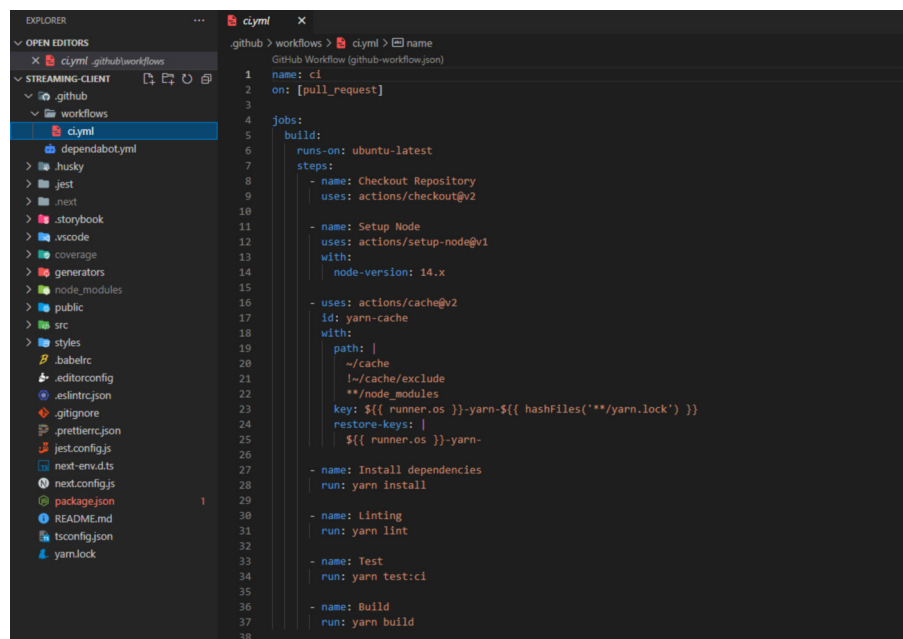 EXPLORER
···
OPEN EDITORS
ci.yml .github\workflows
STREAMING-CLIENT
.github
workflows
ci.yml
dependabot.yml
.husky
.jest
.next
.storybook
.vscode
coverage
generators
node_modules
public
src
styles
.babelrc
.editorconfig
.eslintrc.json
.gitignore
.prettierrc.json
jest.config.js
next-env.d.ts
next.config.js
package.json 1
README.md
tsconfig.json
yarn.lock
ci.yml
.github > workflows > ci.yml > name
GitHub Workflow (github-workflow.json)
1 name: ci
2 on: [pull_request]
3
4 jobs:
5 build:
6 runs-on: ubuntu-latest
7 steps:
8 - name: Checkout Repository
9 uses: actions/checkout@v2
10
11 - name: Setup Node
12 uses: actions/setup-node@v1
13 with:
14 node-version: 14.x
15
16 - uses: actions/cache@v2
17 id: yarn-cache
18 with:
19 path: |
20 ~/cache
21 !~/cache/exclude
22 **/node_modules
23 key: ${{ runner.os }}-yarn-${{ hashFiles('**/yarn.lock') }}
24 restore-keys: |
25 ${{ runner.os }}-yarn-
26
27 - name: Install dependencies
28 run: yarn install
29
30 - name: Linting
31 run: yarn lint
32
33 - name: Test
34 run: yarn test:ci
35
36 - name: Build
37 run: yarn build
38